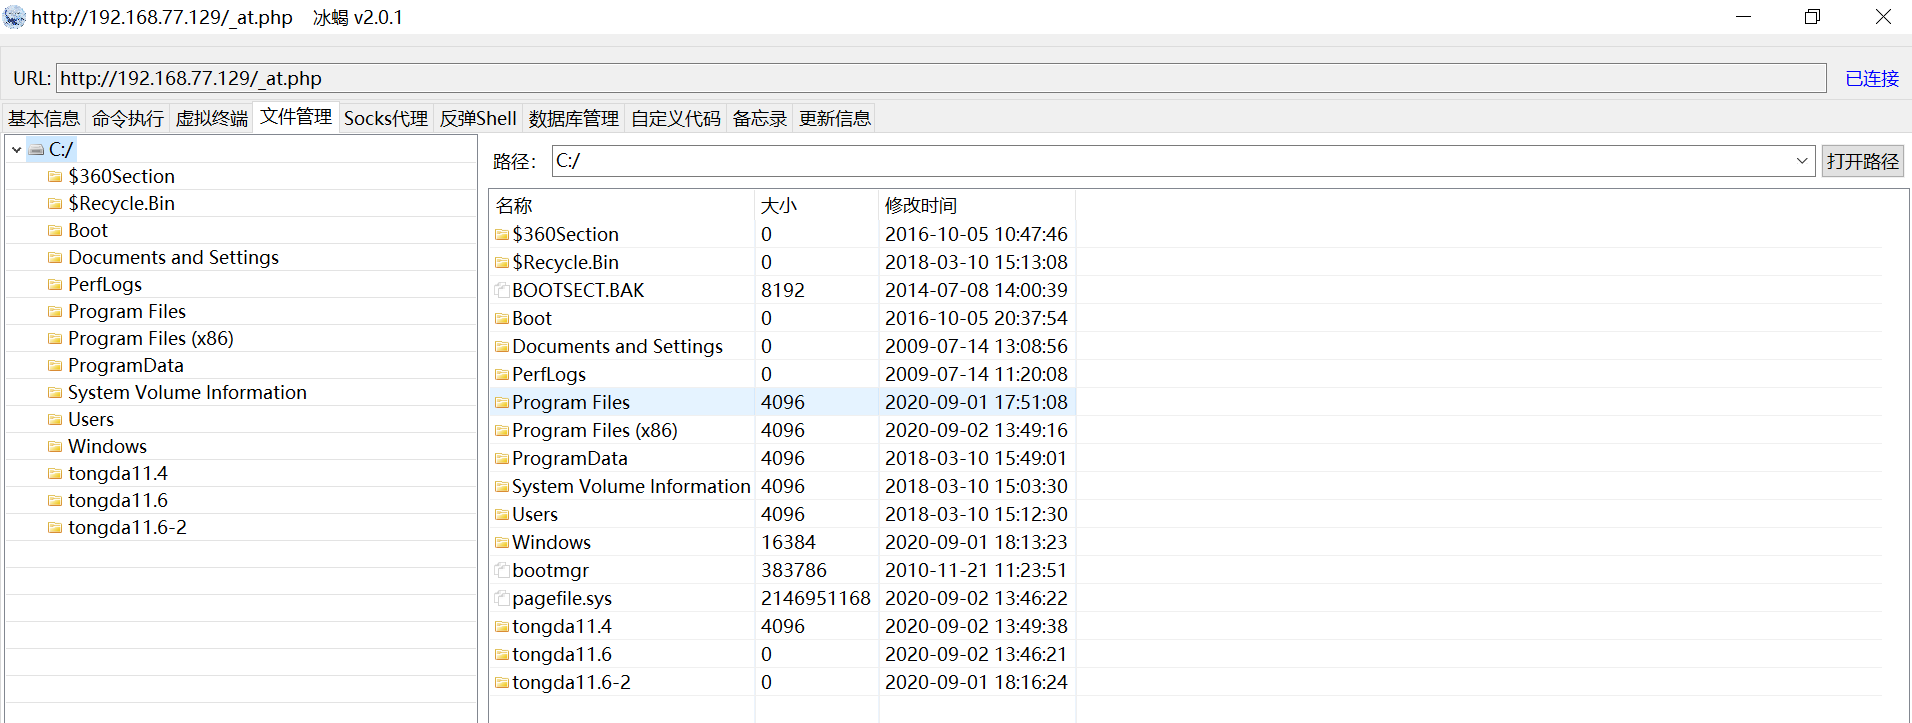 http://192.168.77.129/_at.php 冰蝎 v2.0.1
URL: http://192.168.77.129/_at.php 已连接
基本信息 命令执行 虚拟终端 文件管理 Socks代理 反弹Shell 数据库管理 自定义代码 备忘录 更新信息
C:/
$360Section
$Recycle.Bin
Boot
Documents and Settings
PerfLogs
Program Files
Program Files (x86)
ProgramData
System Volume Information
Users
Windows
tongda11.4
tongda11.6
tongda11.6-2
路径： C:/ 打开路径
名称 大小 修改时间
$360Section 0 2016-10-05 10:47:46
$Recycle.Bin 0 2018-03-10 15:13:08
BOOTSECT.BAK 8192 2014-07-08 14:00:39
Boot 0 2016-10-05 20:37:54
Documents and Settings 0 2009-07-14 13:08:56
PerfLogs 0 2009-07-14 11:20:08
Program Files 4096 2020-09-01 17:51:08
Program Files (x86) 4096 2020-09-02 13:49:16
ProgramData 4096 2018-03-10 15:49:01
System Volume Information 4096 2018-03-10 15:03:30
Users 4096 2018-03-10 15:12:30
Windows 16384 2020-09-01 18:13:23
bootmgr 383786 2010-11-21 11:23:51
pagefile.sys 2146951168 2020-09-02 13:46:22
tongda11.4 4096 2020-09-02 13:49:38
tongda11.6 0 2020-09-02 13:46:21
tongda11.6-2 0 2020-09-01 18:16:24